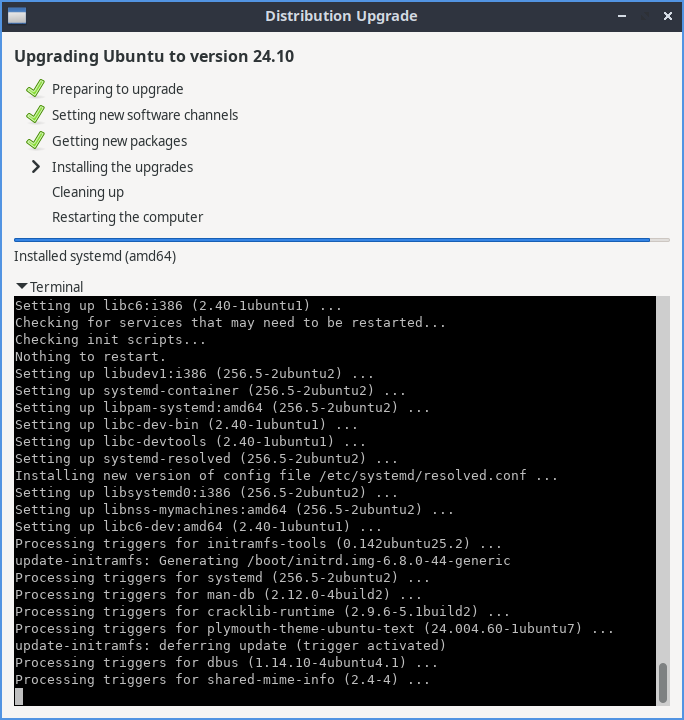 Distribution Upgrade
Upgrading Ubuntu to version 24.10
Preparing to upgrade
Setting new software channels
Getting new packages
Installing the upgrades
Cleaning up
Restarting the computer
Installed systemd (amd64)
Terminal
Setting up libc6:i386 (2.40-1ubuntu1) ...
Checking for services that may need to be restarted...
Checking init scripts...
Nothing to restart.
Setting up libudev1:i386 (256.5-2ubuntu2) ...
Setting up systemd-container (256.5-2ubuntu2) ...
Setting up libpam-systemd:amd64 (256.5-2ubuntu2) ...
Setting up libc-dev-bin (2.40-1ubuntu1) ...
Setting up libc-devtools (2.40-1ubuntu1) ...
Setting up systemd-resolved (256.5-2ubuntu2) ...
Installing new version of config file /etc/systemd/resolved.conf ...
Setting up libsystemd0:i386 (256.5-2ubuntu2) ...
Setting up libnss-mymachines:amd64 (256.5-2ubuntu2) ...
Setting up libc6-dev:amd64 (2.40-1ubuntu1) ...
Processing triggers for initramfs-tools (0.142ubuntu25.2) ...
update-initramfs: Generating /boot/initrd.img-6.8.0-44-generic
Processing triggers for systemd (256.5-2ubuntu2) ...
Processing triggers for man-db (2.12.0-4build2) ...
Processing triggers for cracklib-runtime (2.9.6-5.1build2) ...
Processing triggers for plymouth-theme-ubuntu-text (24.004.60-1ubuntu7) ...
update-initramfs: deferring update (trigger activated)
Processing triggers for dbus (1.14.10-4ubuntu4.1) ...
Processing triggers for shared-mime-info (2.4-4) ...